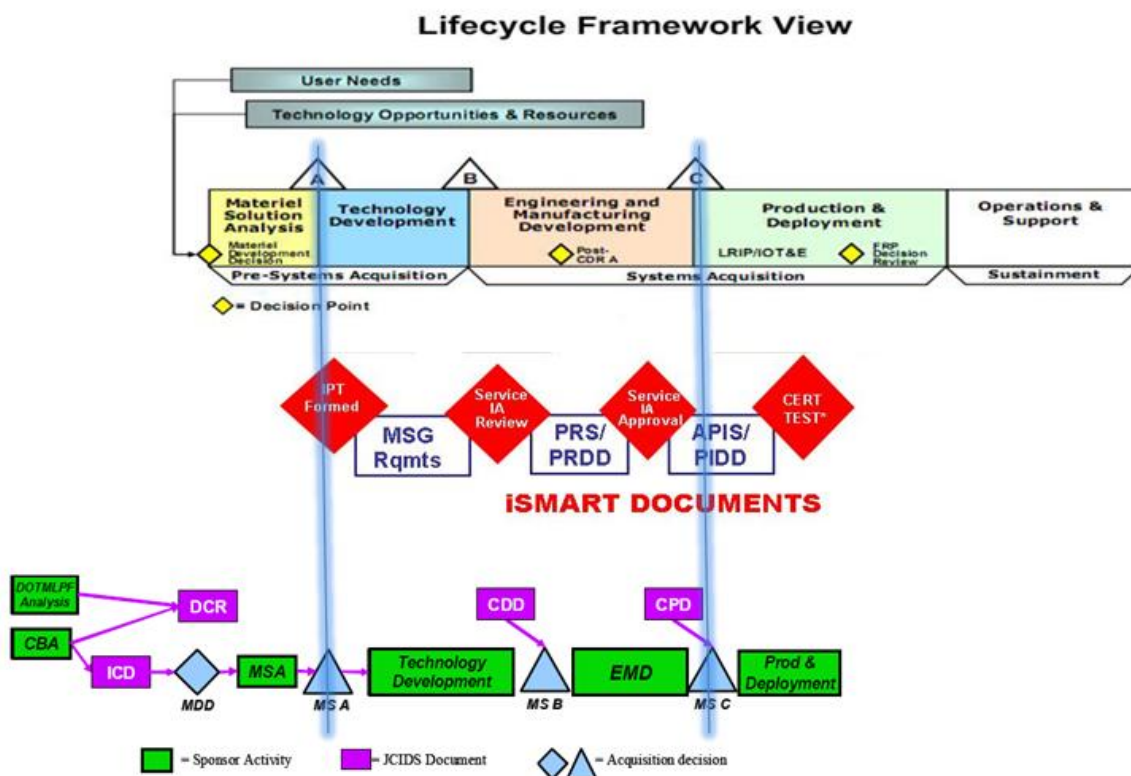 Lifecycle Framework View
User Needs
Technology Opportunities & Resources
A
B
C
Materiel
Solution
Analysis
Technology
Development
Engineering and
Manufacturing
Development
Production &
Deployment
Operations &
Support
Materiel
Development
Decision
Post-
CDR A
LRIP/IOT&E
FRP
Decision
Review
Pre-Systems Acquisition
Systems Acquisition
Sustainment
= Decision Point
IPT
Formed
MSG
Rqmts
Service
IA
Review
PRS/
PRDD
Service
IA
Approval
APIS/
PIDD
CERT
TEST*
iSMART DOCUMENTS
DOTMLPF
Analysis
CBA
DCR
ICD
MDD
MSA
MS A
Technology
Development
CDD
MS B
EMD
CPD
MS C
Prod &
Deployment
= Sponsor Activity
= JCIDS Document
= Acquisition decision